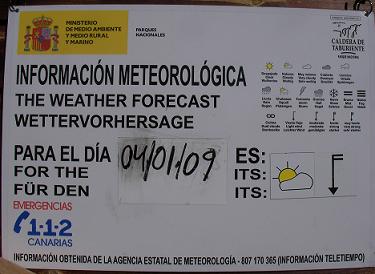 MINISTERIO
DE MEDIO AMBIENTE
Y MEDIO RURAL
Y MARINO
PARQUES
NACIONALES
CALDERA DE
TABURIENTE
INFORMACIÓN METEOROLÓGICA
THE WEATHER FORECAST
WETTERVORHERSAGE
PARA EL DÍA
FOR THE
FÜR DEN
04/01/09
ES:
ITS:
ITS:
EMERGENCIAS
1·1·2
CANARIAS
INFORMACIÓN OBTENIDA DE LA AGENCIA ESTATAL DE METEOROLOGÍA - 807 170 365 (INFORMACIÓN TELETIEMPO)